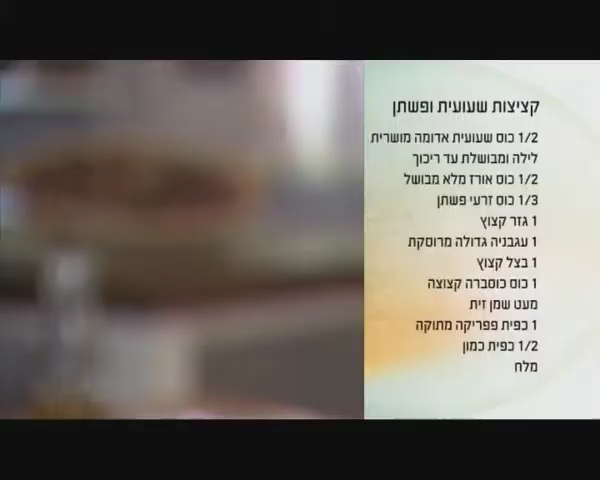 קציצות שעועית ופשתן
1/2 כוס שעועית אדומה מושרית
לילה ומבושלת עד ריכוך
1/2 כוס אורז מלא מבושל
1/3 כוס זרעי פשתן
1 גזר קצוץ
1 עגבניה גדולה מרוסקת
1 בצל קצוץ
1 כוס כוסברה קצוצה
מעט שמן זית
1 כפית פפריקה מתוקה
1/2 כפית כמון
מלח